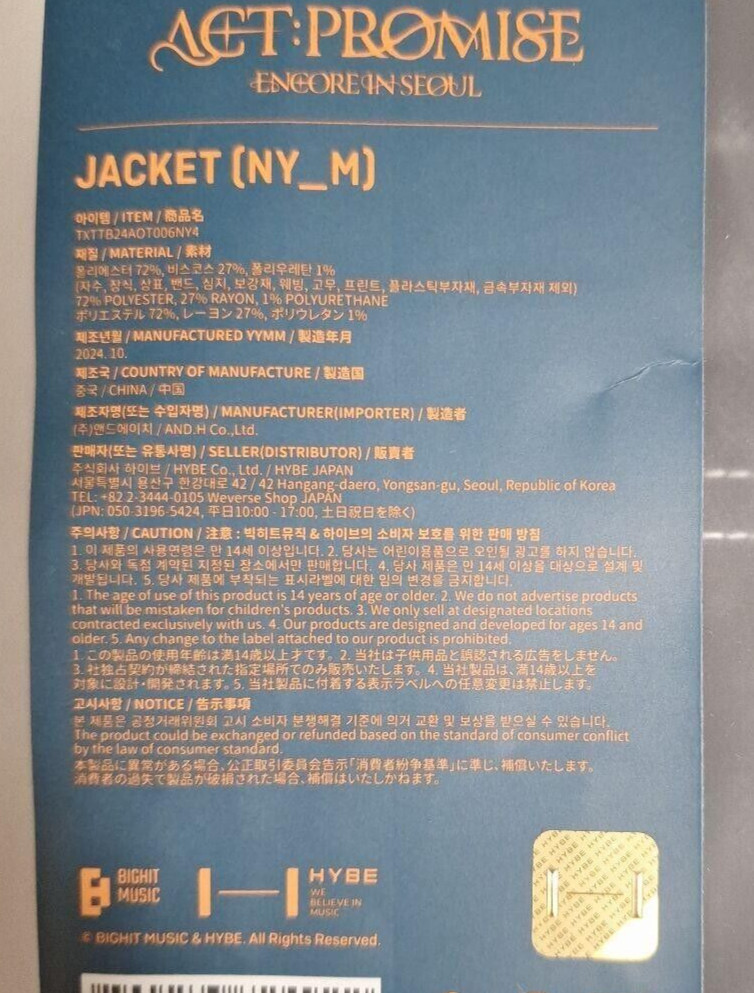 ACT:PROMISE
ENCORE IN SEOUL
JACKET (NY_M)
아이템 / ITEM / 商品名
TXTTB24AOT006NY4
재질 / MATERIAL / 素材
폴리에스터 72%, 비스코스 27%, 폴리우레탄 1%
(자수, 장식, 상표, 밴드, 심지, 보강재, 웨빙, 고무, 프린트, 플라스틱부자재, 금속부자재 제외)
72% POLYESTER, 27% RAYON, 1% POLYURETHANE
ポリエステル 72%, レーヨン 27%, ポリウレタン 1%
제조년월 / MANUFACTURED YYMM / 製造年月
2024. 10.
제조국 / COUNTRY OF MANUFACTURE / 製造国
중국 / CHINA / 中国
제조자명(또는 수입자명) / MANUFACTURER(IMPORTER) / 製造者
(주)앤드에이치 / AND.H Co.,Ltd.
판매자(또는 유통사명) / SELLER(DISTRIBUTOR) / 販売者
주식회사 하이브 / HYBE Co., Ltd. / HYBE JAPAN
서울특별시 용산구 한강대로 42 / 42 Hangang-daero, Yongsan-gu, Seoul, Republic of Korea
TEL: +82 2-3444-0105 Weverse Shop JAPAN
(JPN: 050-3196-5424, 平日10:00 - 17:00, 土日祝日を除く)
주의사항 / CAUTION / 注意 : 빅히트뮤직 & 하이브의 소비자 보호를 위한 판매 방침
1. 이 제품의 사용연령은 만 14세 이상입니다. 2. 당사는 어린이용품으로 오인될 광고를 하지 않습니다.
3. 당사와 독점 계약된 지정된 장소에서만 판매합니다. 4. 당사 제품은 만 14세 이상을 대상으로 설계 및
개발됩니다. 5. 당사 제품에 부착되는 표시라벨에 대한 임의 변경을 금지합니다.
1. The age of use of this product is 14 years of age or older. 2. We do not advertise products
that will be mistaken for children's products. 3. We only sell at designated locations
contracted exclusively with us. 4. Our products are designed and developed for ages 14 and
older. 5. Any change to the label attached to our product is prohibited.
1. この製品の使用年齢は満14歳以上才です。2. 当社は子供用品と誤認される広告をしません。
3. 社独占契約が締結された指定場所でのみ販売いたします。 4. 当社製品は、満14歳以上を
対象に設計・開発されます。5. 当社製品に付着する表示ラベルへの任意変更は禁止します。
고시사항 / NOTICE / 告示事項
본 제품은 공정거래위원회 고시 소비자 분쟁해결 기준에 의거 교환 및 보상을 받으실 수 있습니다.
The product could be exchanged or refunded based on the standard of consumer conflict
by the law of consumer standard.
本製品に異常がある場合、公正取引委員会告示「消費者紛争基準」に準じ、補償いたします。
消費者の過失で製品が破損された場合、補償はいたしかねます。
BIGHIT
MUSIC
HYBE
WE
BELIEVE IN
MUSIC
© BIGHIT MUSIC & HYBE. All Rights Reserved.